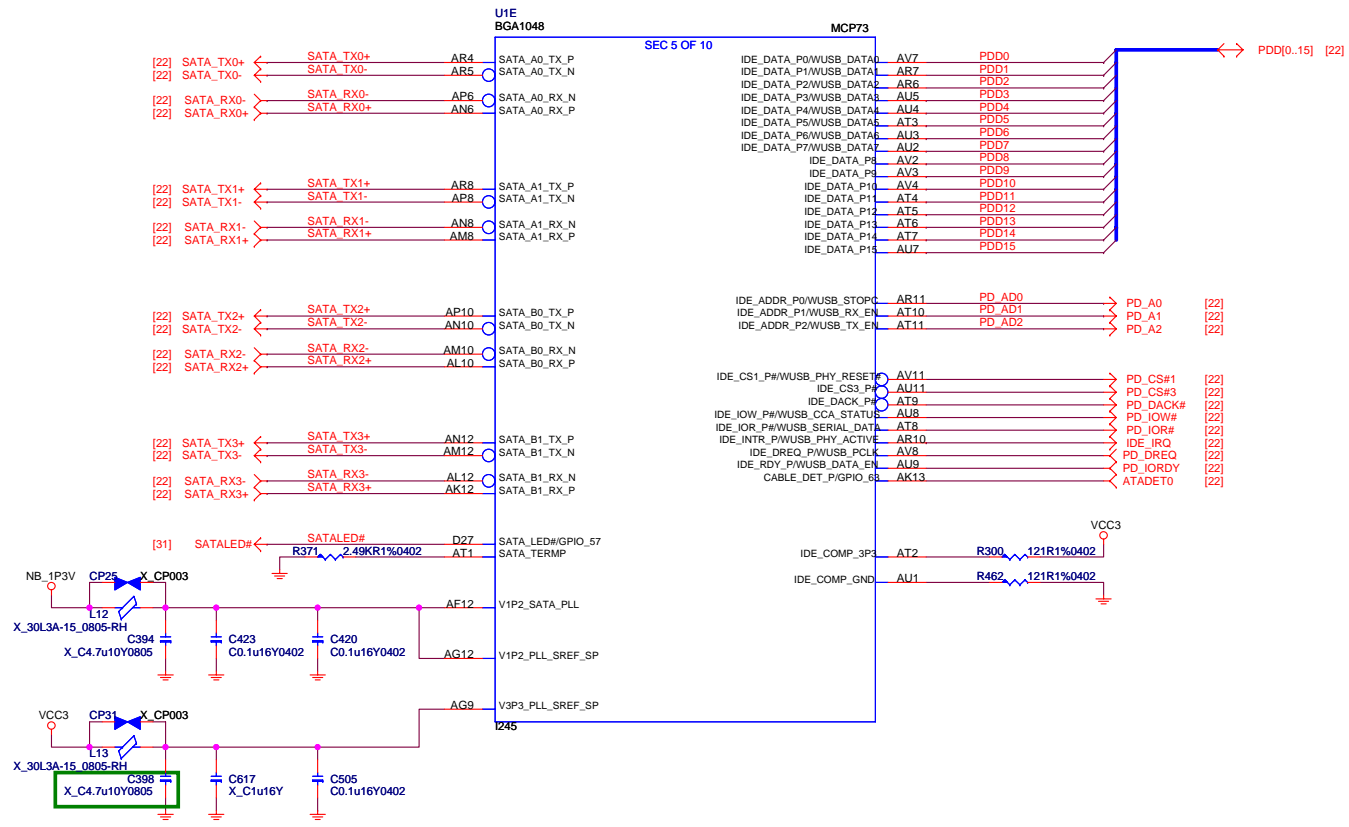 U1E
BGA1048
MCP73
SEC 5 OF 10
[22] SATA_TX0+ SATA_TX0+ AR4 SATA_A0_TX_P
[22] SATA_TX0- SATA_TX0- AR5 SATA_A0_TX_N
[22] SATA_RX0- SATA_RX0- AP6 SATA_A0_RX_N
[22] SATA_RX0+ SATA_RX0+ AN6 SATA_A0_RX_P
[22] SATA_TX1+ SATA_TX1+ AR8 SATA_A1_TX_P
[22] SATA_TX1- SATA_TX1- AP8 SATA_A1_TX_N
[22] SATA_RX1- SATA_RX1- AN8 SATA_A1_RX_N
[22] SATA_RX1+ SATA_RX1+ AM8 SATA_A1_RX_P
[22] SATA_TX2+ SATA_TX2+ AP10 SATA_B0_TX_P
[22] SATA_TX2- SATA_TX2- AN10 SATA_B0_TX_N
[22] SATA_RX2- SATA_RX2- AM10 SATA_B0_RX_N
[22] SATA_RX2+ SATA_RX2+ AL10 SATA_B0_RX_P
[22] SATA_TX3+ SATA_TX3+ AN12 SATA_B1_TX_P
[22] SATA_TX3- SATA_TX3- AM12 SATA_B1_TX_N
[22] SATA_RX3- SATA_RX3- AL12 SATA_B1_RX_N
[22] SATA_RX3+ SATA_RX3+ AK12 SATA_B1_RX_P
[31] SATALED# SATALED# D27 SATA_LED#/GPIO_57
R371 2.49KR1%0402 AT1 SATA_TERMP
NB_1P3V CP25 X_CP003
AF12 V1P2_SATA_PLL
L12
X_30L3A-15_0805-RH
C394 C423 C420
X_C4.7u10Y0805 C0.1u16Y0402 C0.1u16Y0402
AG12 V1P2_PLL_SREF_SP
AG9 V3P3_PLL_SREF_SP
I245
VCC3 CP31 X_CP003
L13
X_30L3A-15_0805-RH
C398 C617 C505
X_C4.7u10Y0805 X_C1u16Y C0.1u16Y0402
PDD[0..15] [22]
IDE_DATA_P0/WUSB_DATA0 AV7 PDD0
IDE_DATA_P1/WUSB_DATA1 AR7 PDD1
IDE_DATA_P2/WUSB_DATA2 AR6 PDD2
IDE_DATA_P3/WUSB_DATA3 AU5 PDD3
IDE_DATA_P4/WUSB_DATA4 AU4 PDD4
IDE_DATA_P5/WUSB_DATA5 AT3 PDD5
IDE_DATA_P6/WUSB_DATA6 AU3 PDD6
IDE_DATA_P7/WUSB_DATA7 AU2 PDD7
IDE_DATA_P8 AV2 PDD8
IDE_DATA_P9 AV3 PDD9
IDE_DATA_P10 AV4 PDD10
IDE_DATA_P11 AT4 PDD11
IDE_DATA_P12 AT5 PDD12
IDE_DATA_P13 AT6 PDD13
IDE_DATA_P14 AT7 PDD14
IDE_DATA_P15 AU7 PDD15
IDE_ADDR_P0/WUSB_STOPC AR11 PD_AD0 PD_A0 [22]
IDE_ADDR_P1/WUSB_RX_EN AT10 PD_AD1 PD_A1 [22]
IDE_ADDR_P2/WUSB_TX_EN AT11 PD_AD2 PD_A2 [22]
IDE_CS1_P#/WUSB_PHY_RESET# AV11 PD_CS#1 [22]
IDE_CS3_P# AU11 PD_CS#3 [22]
IDE_DACK_P# AT9 PD_DACK# [22]
IDE_IOW_P#/WUSB_CCA_STATUS AU8 PD_IOW# [22]
IDE_IOR_P#/WUSB_SERIAL_DATA AT8 PD_IOR# [22]
IDE_INTR_P/WUSB_PHY_ACTIVE AR10 IDE_IRQ [22]
IDE_DREQ_P/WUSB_PCLK AV8 PD_DREQ [22]
IDE_RDY_P/WUSB_DATA_EN AU9 PD_IORDY [22]
CABLE_DET_P/GPIO_63 AK13 ATADET0 [22]
VCC3
IDE_COMP_3P3 AT2 R300 121R1%0402
IDE_COMP_GND AU1 R462 121R1%0402